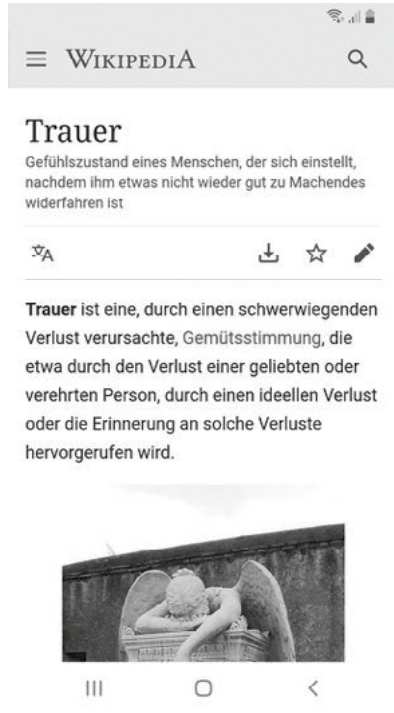 WIKIPEDIA
Trauer
Gefühlszustand eines Menschen, der sich einstellt,
nachdem ihm etwas nicht wieder gut zu Machendes
widerfahren ist
Trauer ist eine, durch einen schwerwiegenden
Verlust verursachte, Gemütsstimmung, die
etwa durch den Verlust einer geliebten oder
verehrten Person, durch einen ideellen Verlust
oder die Erinnerung an solche Verluste
hervorgerufen wird.